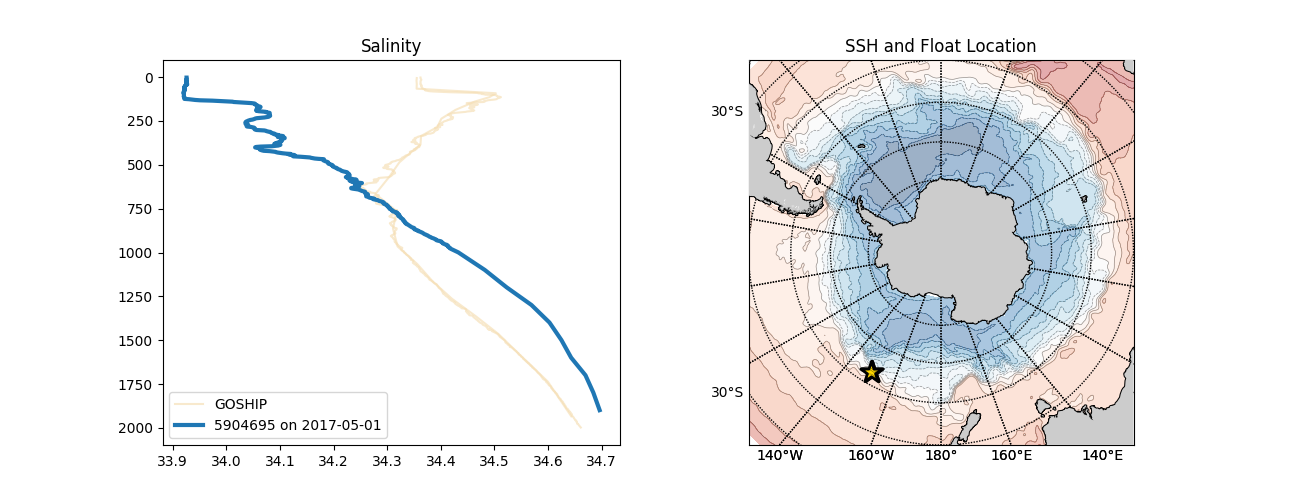 Salinity
0
250
500
750
1000
1250
1500
1750
2000
33.9 34.0 34.1 34.2 34.3 34.4 34.5 34.6 34.7
GOSHIP
5904695 on 2017-05-01
SSH and Float Location
30°S
30°S
140°W 160°W 180° 160°E 140°E